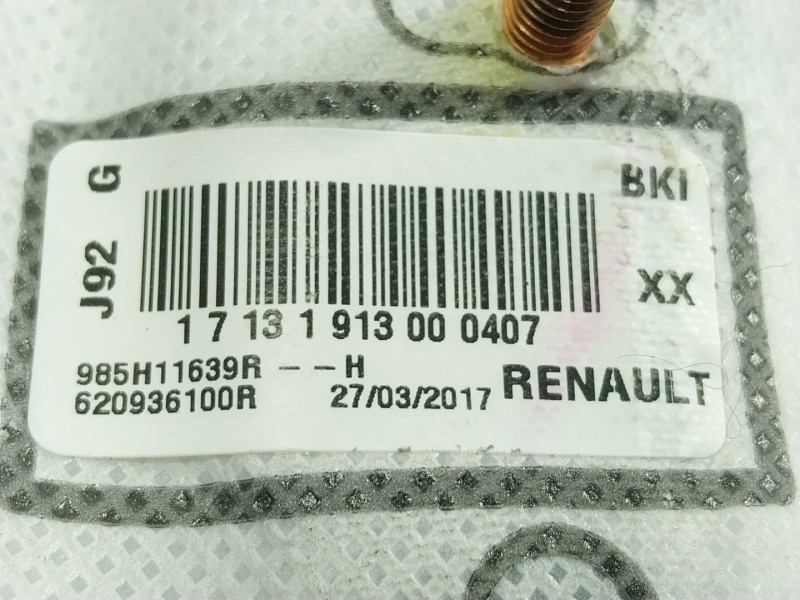 J92 G
BKI
XX
1 7 13 1 913 00 0407
985H11639R -- H
620936100R 27/03/2017 RENAULT